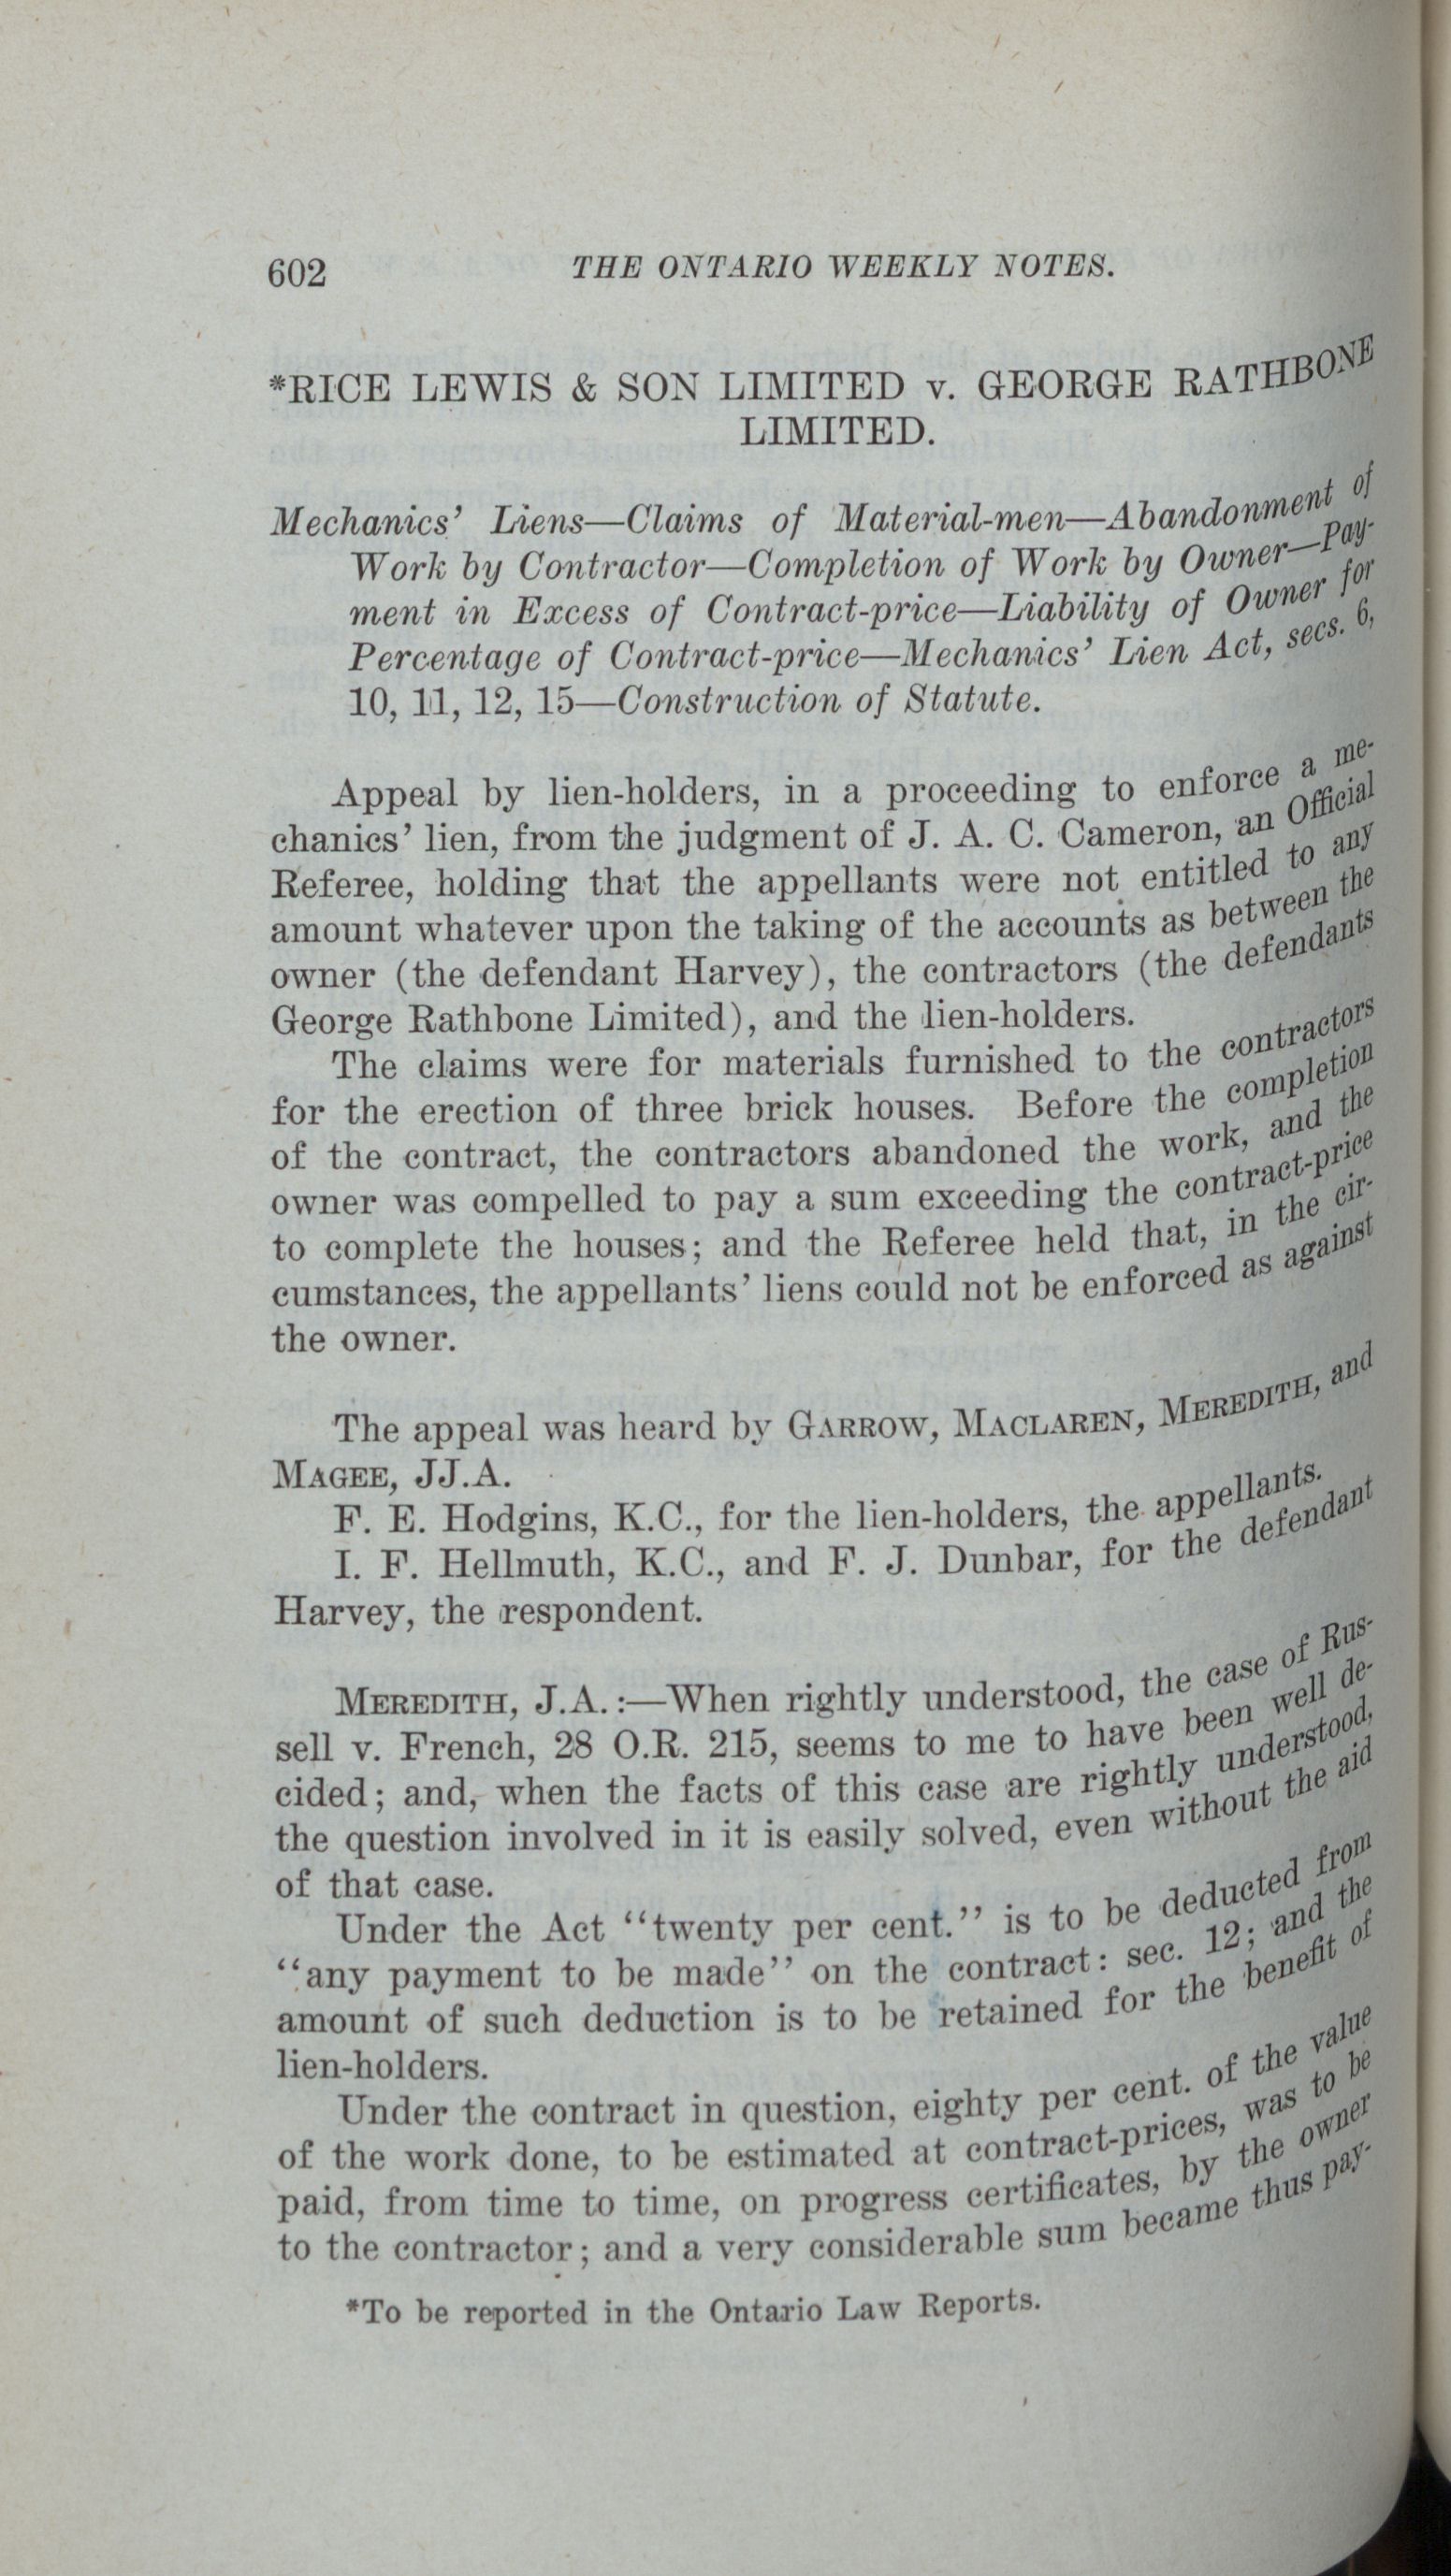 602 THE ONTARIO WEEKLY NOTES.
*RICE LEWIS & SON LIMITED v. GEORGE RATHBONE
LIMITED.
Mechanics' Liens—Claims of Material-men—Abandonment of
Work by Contractor—Completion of Work by Owner—Pay-
ment in Excess of Contract-price—Liability of Owner for
Percentage of Contract-price—Mechanics' Lien Act, secs. 6,
10, 11, 12, 15—Construction of Statute.
Appeal by lien-holders, in a proceeding to enforce a me-
chanics' lien, from the judgment of J. A. C. Cameron, an Official
Referee, holding that the appellants were not entitled to any
amount whatever upon the taking of the accounts as between the
owner (the defendant Harvey), the contractors (the defendants
George Rathbone Limited), and the lien-holders.
The claims were for materials furnished to the contractors
for the erection of three brick houses. Before the completion
of the contract, the contractors abandoned the work, and the
owner was compelled to pay a sum exceeding the contract-price
to complete the houses; and the Referee held that, in the cir-
cumstances, the appellants' liens could not be enforced as against
the owner.
The appeal was heard by GARROW, MACLAREN, MEREDITH, and
MAGEE, JJ.A.
F. E. Hodgins, K.C., for the lien-holders, the appellants.
I. F. Hellmuth, K.C., and F. J. Dunbar, for the defendant
Harvey, the respondent.
MEREDITH, J.A.:—When rightly understood, the case of Rus-
sell v. French, 28 O.R. 215, seems to me to have been well de-
cided; and, when the facts of this case are rightly understood,
the question involved in it is easily solved, even without the aid
of that case.
Under the Act "twenty per cent." is to be deducted from
"any payment to be made" on the contract: sec. 12; and the
amount of such deduction is to be retained for the benefit of
lien-holders.
Under the contract in question, eighty per cent. of the value
of the work done, to be estimated at contract-prices, was to be
paid, from time to time, on progress certificates, by the owner
to the contractor; and a very considerable sum became thus pay-
*To be reported in the Ontario Law Reports.